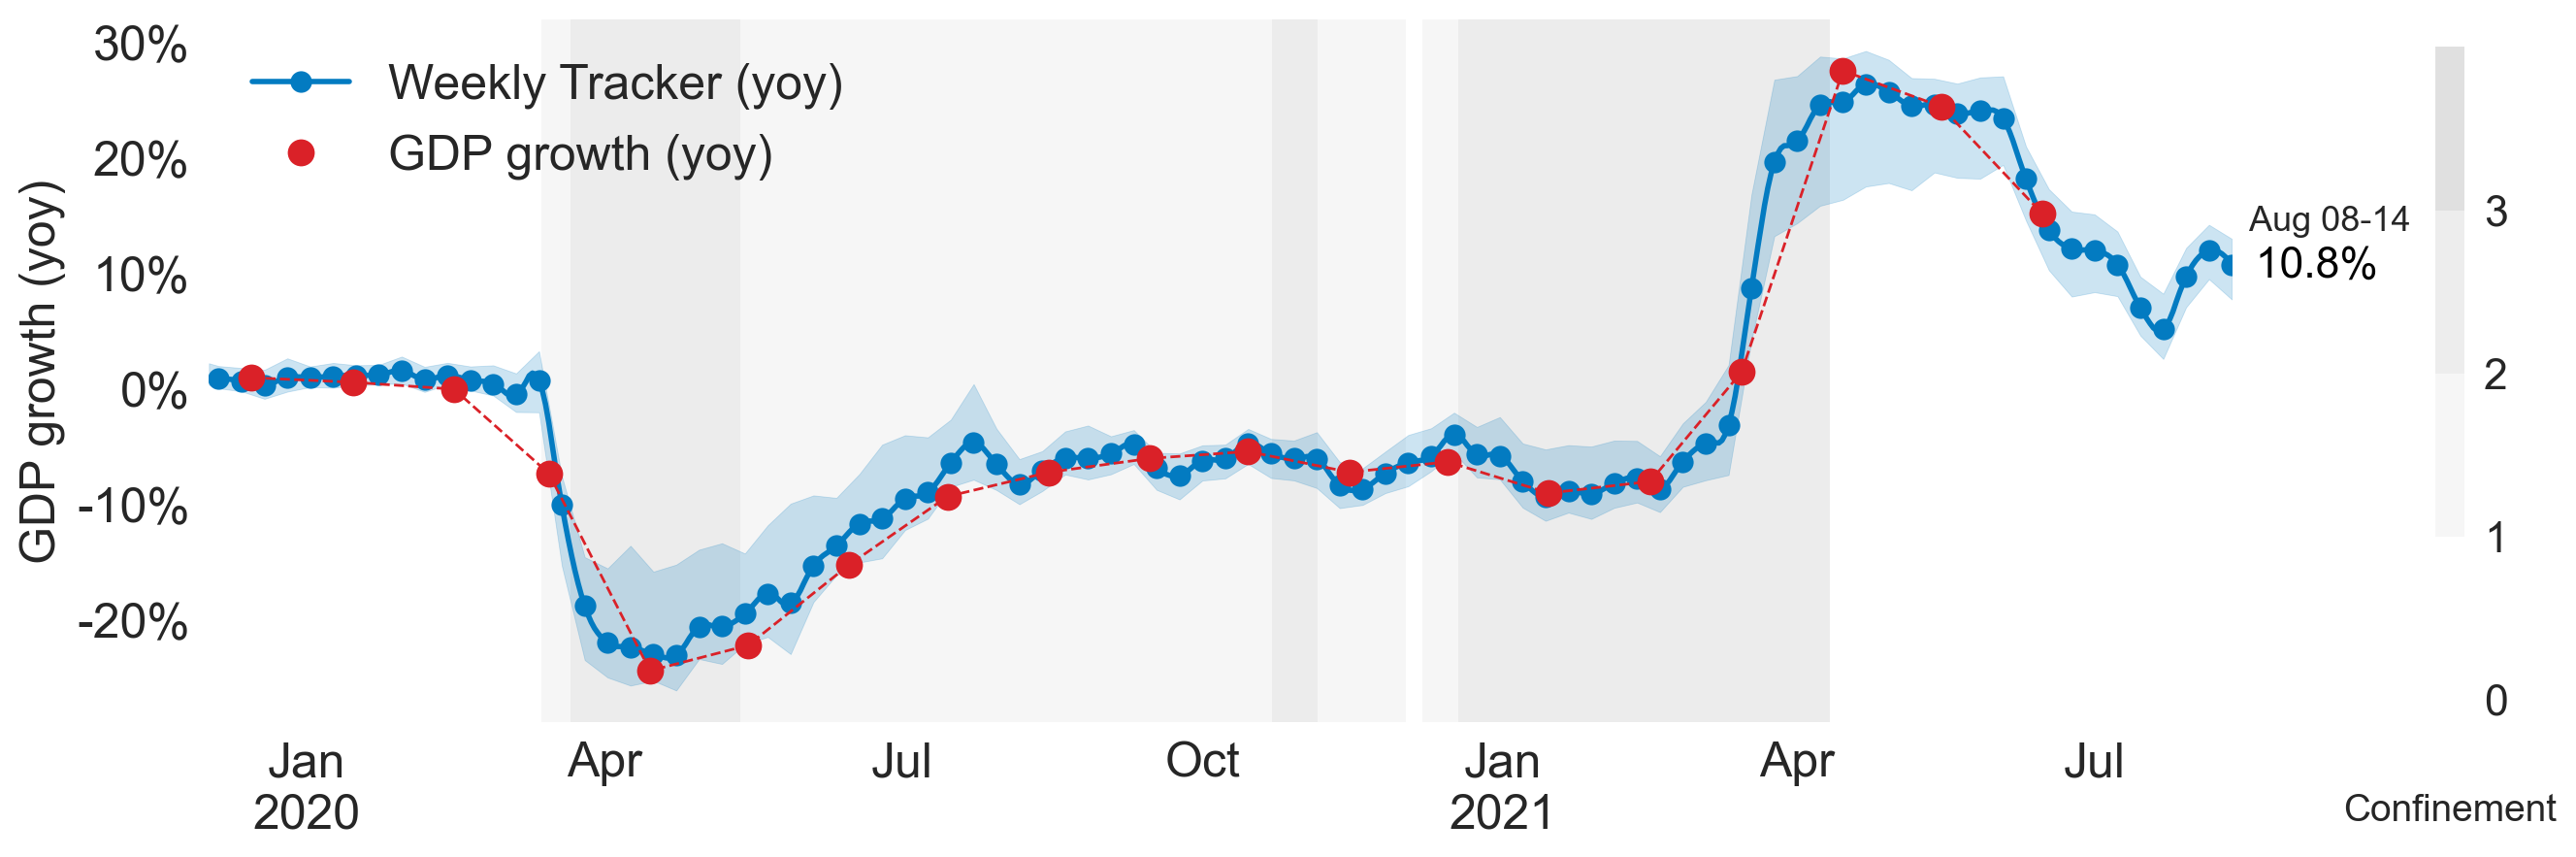 30%
20%
10%
0%
-10%
-20%
GDP growth (yoy)
Weekly Tracker (yoy)
GDP growth (yoy)
Aug 08-14
10.8%
3
2
1
0
Jan
2020
Apr
Jul
Oct
Jan
2021
Apr
Jul
Confinement